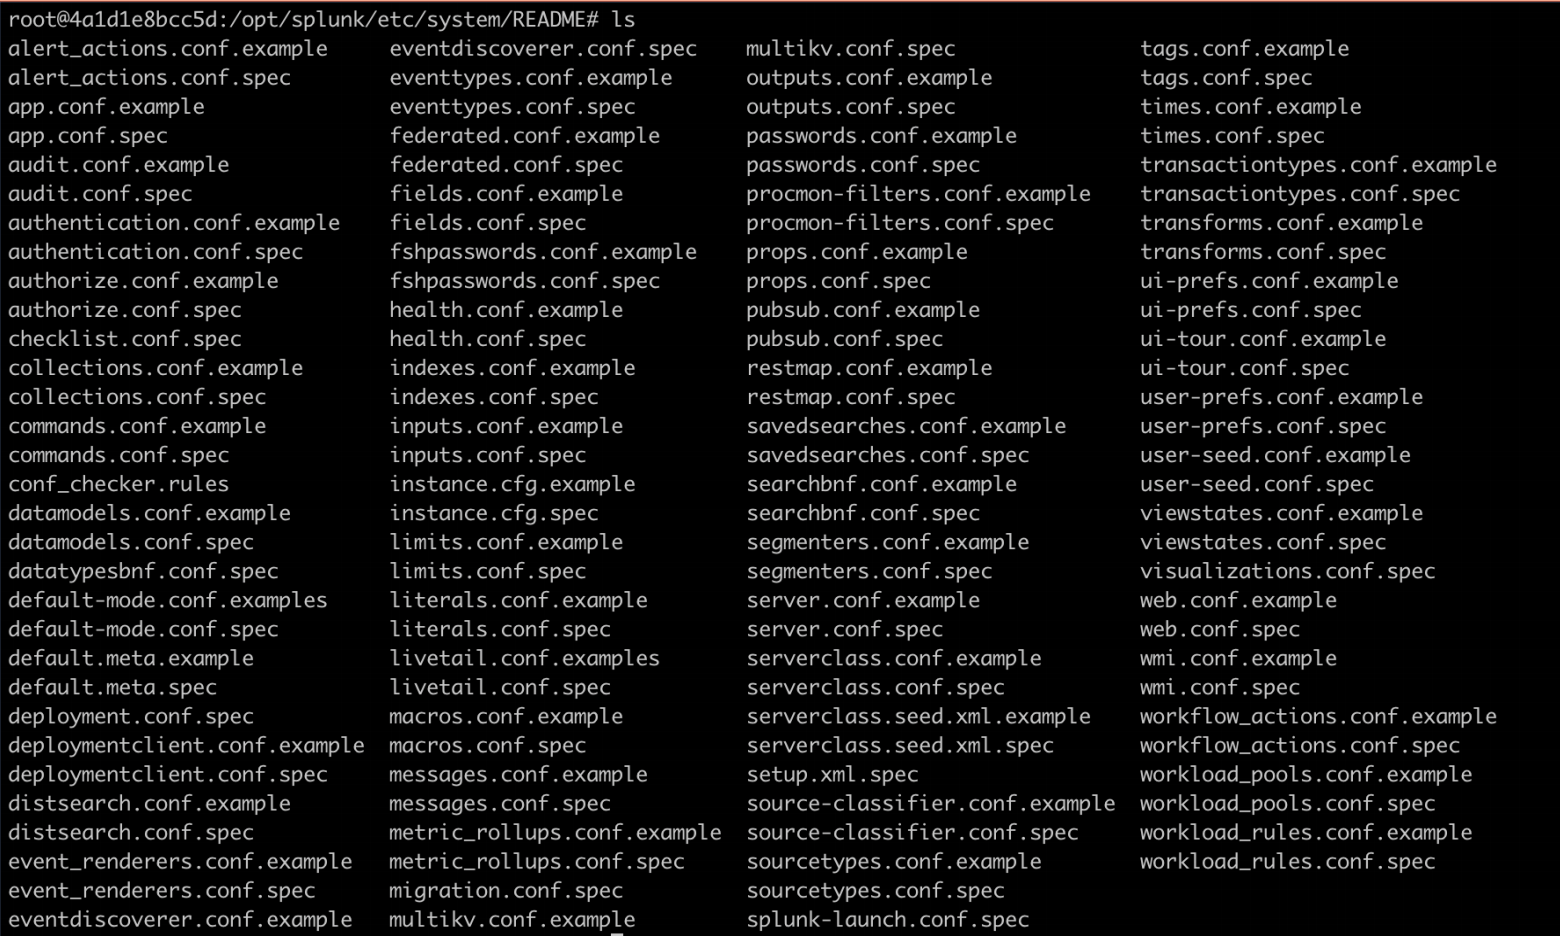 root@4a1d1e8bcc5d:/opt/splunk/etc/system/README# ls
alert_actions.conf.example eventdiscoverer.conf.spec multikv.conf.spec tags.conf.example
alert_actions.conf.spec eventtypes.conf.example outputs.conf.example tags.conf.spec
app.conf.example eventtypes.conf.spec outputs.conf.spec times.conf.example
app.conf.spec federated.conf.example passwords.conf.example times.conf.spec
audit.conf.example federated.conf.spec passwords.conf.spec transactiontypes.conf.example
audit.conf.spec fields.conf.example procmon-filters.conf.example transactiontypes.conf.spec
authentication.conf.example fields.conf.spec procmon-filters.conf.spec transforms.conf.example
authentication.conf.spec fshpasswords.conf.example props.conf.example transforms.conf.spec
authorize.conf.example fshpasswords.conf.spec props.conf.spec ui-prefs.conf.example
authorize.conf.spec health.conf.example pubsub.conf.example ui-prefs.conf.spec
checklist.conf.spec health.conf.spec pubsub.conf.spec ui-tour.conf.example
collections.conf.example indexes.conf.example restmap.conf.example ui-tour.conf.spec
collections.conf.spec indexes.conf.spec restmap.conf.spec user-prefs.conf.example
commands.conf.example inputs.conf.example savedsearches.conf.example user-prefs.conf.spec
commands.conf.spec inputs.conf.spec savedsearches.conf.spec user-seed.conf.example
conf_checker.rules instance.cfg.example searchbnf.conf.example user-seed.conf.spec
datamodels.conf.example instance.cfg.spec searchbnf.conf.spec viewstates.conf.example
datamodels.conf.spec limits.conf.example segmenters.conf.example viewstates.conf.spec
datatypesbnf.conf.spec limits.conf.spec segmenters.conf.spec visualizations.conf.spec
default-mode.conf.examples literals.conf.example server.conf.example web.conf.example
default-mode.conf.spec literals.conf.spec server.conf.spec web.conf.spec
default.meta.example livetail.conf.examples serverclass.conf.example wmi.conf.example
default.meta.spec livetail.conf.spec serverclass.conf.spec wmi.conf.spec
deployment.conf.spec macros.conf.example serverclass.seed.xml.example workflow_actions.conf.example
deploymentclient.conf.example macros.conf.spec serverclass.seed.xml.spec workflow_actions.conf.spec
deploymentclient.conf.spec messages.conf.example setup.xml.spec workload_pools.conf.example
distsearch.conf.example messages.conf.spec source-classifier.conf.example workload_pools.conf.spec
distsearch.conf.spec metric_rollups.conf.example source-classifier.conf.spec workload_rules.conf.example
event_renderers.conf.example metric_rollups.conf.spec sourcetypes.conf.example workload_rules.conf.spec
event_renderers.conf.spec migration.conf.spec sourcetypes.conf.spec
eventdiscoverer.conf.example multikv.conf.example splunk-launch.conf.spec